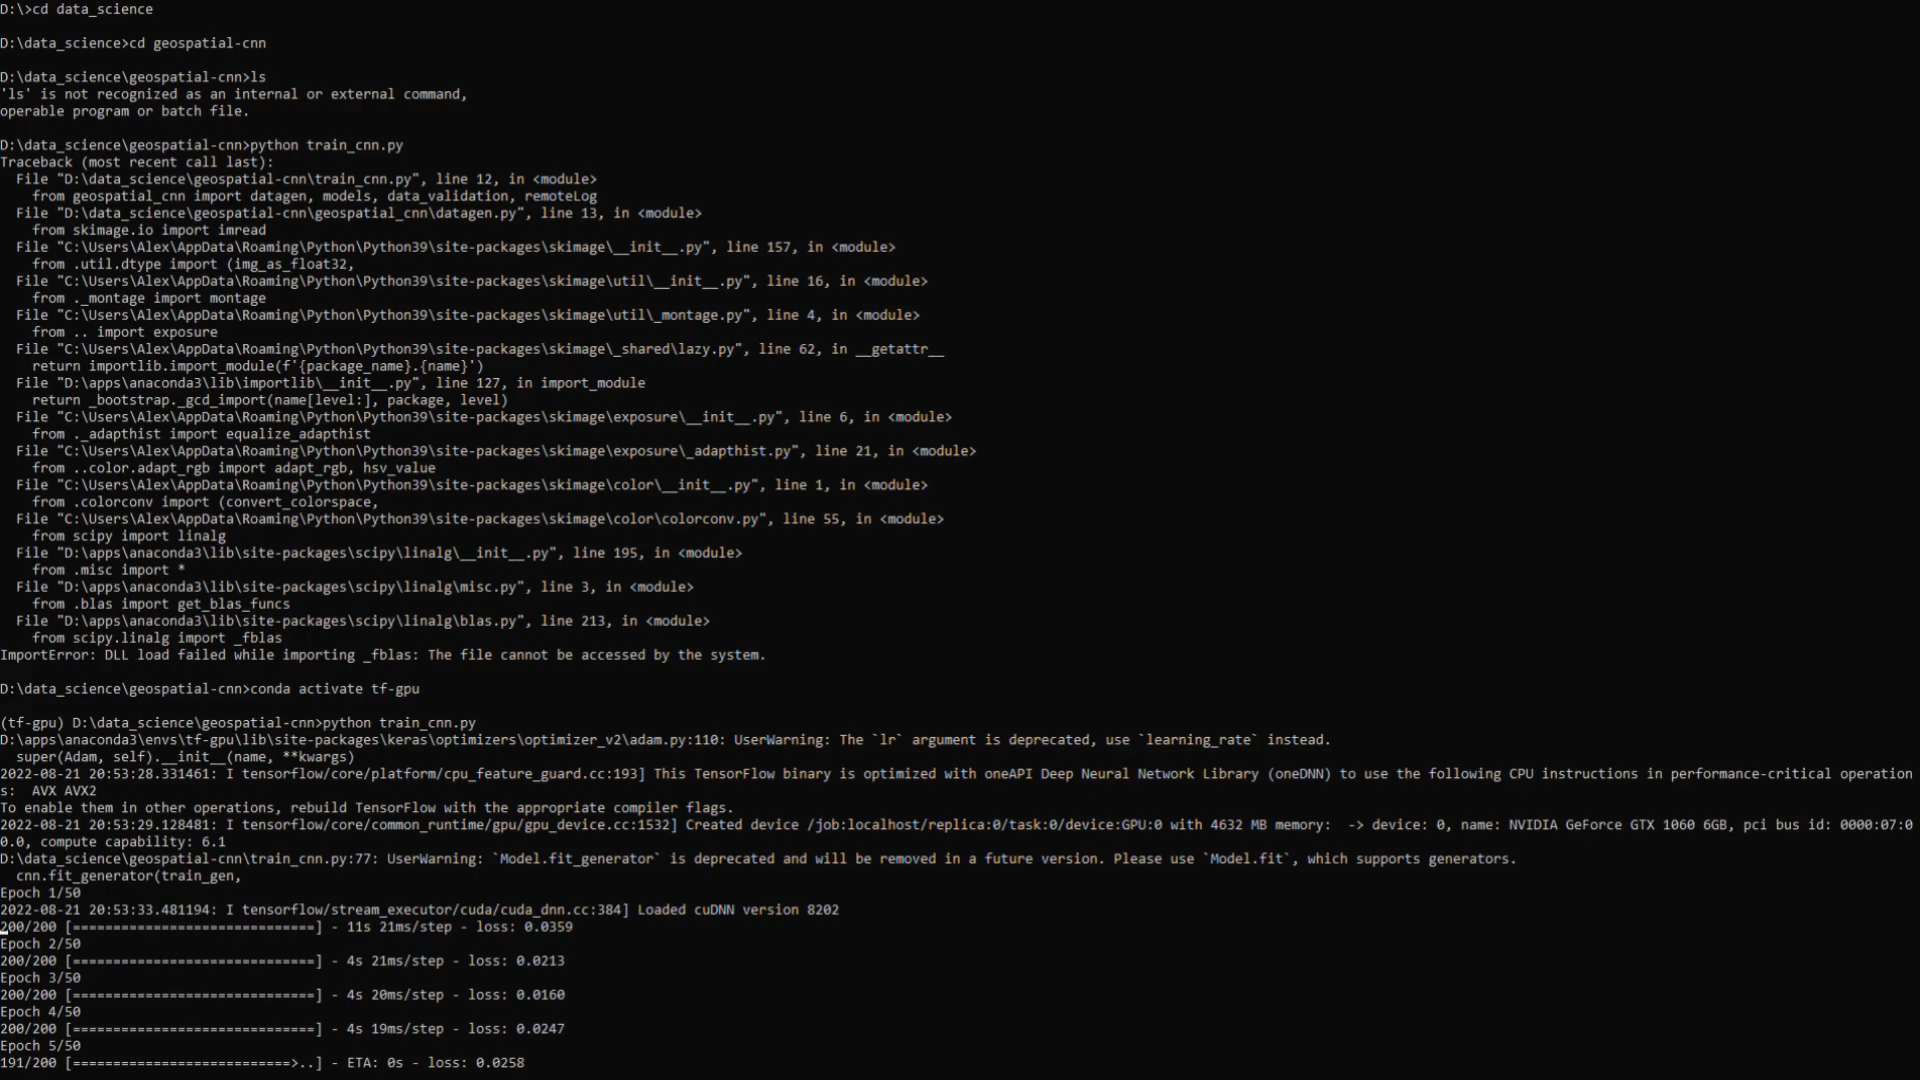 D:\>cd data_science
D:\data_science>cd geospatial-cnn
D:\data_science\geospatial-cnn>ls
'ls' is not recognized as an internal or external command,
operable program or batch file.
D:\data_science\geospatial-cnn>python train_cnn.py
Traceback (most recent call last):
  File "D:\data_science\geospatial-cnn\train_cnn.py", line 12, in <module>
    from geospatial_cnn import datagen, models, data_validation, remoteLog
  File "D:\data_science\geospatial-cnn\geospatial_cnn\datagen.py", line 13, in <module>
    from skimage.io import imread
  File "C:\Users\Alex\AppData\Roaming\Python\Python39\site-packages\skimage\__init__.py", line 157, in <module>
    from .util.dtype import (img_as_float32,
  File "C:\Users\Alex\AppData\Roaming\Python\Python39\site-packages\skimage\util\__init__.py", line 16, in <module>
    from ._montage import montage
  File "C:\Users\Alex\AppData\Roaming\Python\Python39\site-packages\skimage\util\_montage.py", line 4, in <module>
    from .. import exposure
  File "C:\Users\Alex\AppData\Roaming\Python\Python39\site-packages\skimage\_shared\lazy.py", line 62, in __getattr__
    return importlib.import_module(f'{package_name}.{name}')
  File "D:\apps\anaconda3\lib\importlib\__init__.py", line 127, in import_module
    return _bootstrap._gcd_import(name[level:], package, level)
  File "C:\Users\Alex\AppData\Roaming\Python\Python39\site-packages\skimage\exposure\__init__.py", line 6, in <module>
    from ._adapthist import equalize_adapthist
  File "C:\Users\Alex\AppData\Roaming\Python\Python39\site-packages\skimage\exposure\_adapthist.py", line 21, in <module>
    from ..color.adapt_rgb import adapt_rgb, hsv_value
  File "C:\Users\Alex\AppData\Roaming\Python\Python39\site-packages\skimage\color\__init__.py", line 1, in <module>
    from .colorconv import (convert_colorspace,
  File "C:\Users\Alex\AppData\Roaming\Python\Python39\site-packages\skimage\color\colorconv.py", line 55, in <module>
    from scipy import linalg
  File "D:\apps\anaconda3\lib\site-packages\scipy\linalg\__init__.py", line 195, in <module>
    from .misc import *
  File "D:\apps\anaconda3\lib\site-packages\scipy\linalg\misc.py", line 3, in <module>
    from .blas import get_blas_funcs
  File "D:\apps\anaconda3\lib\site-packages\scipy\linalg\blas.py", line 213, in <module>
    from scipy.linalg import _fblas
ImportError: DLL load failed while importing _fblas: The file cannot be accessed by the system.
D:\data_science\geospatial-cnn>conda activate tf-gpu
(tf-gpu) D:\data_science\geospatial-cnn>python train_cnn.py
D:\apps\anaconda3\envs\tf-gpu\lib\site-packages\keras\optimizers\optimizer_v2\adam.py:110: UserWarning: The `lr` argument is deprecated, use `learning_rate` instead.
  super(Adam, self).__init__(name, **kwargs)
2022-08-21 20:53:28.331461: I tensorflow/core/platform/cpu_feature_guard.cc:193] This TensorFlow binary is optimized with oneAPI Deep Neural Network Library (oneDNN) to use the following CPU instructions in performance-critical operation
s:  AVX AVX2
To enable them in other operations, rebuild TensorFlow with the appropriate compiler flags.
2022-08-21 20:53:29.128481: I tensorflow/core/common_runtime/gpu/gpu_device.cc:1532] Created device /job:localhost/replica:0/task:0/device:GPU:0 with 4632 MB memory:  -> device: 0, name: NVIDIA GeForce GTX 1060 6GB, pci bus id: 0000:07:0
0.0, compute capability: 6.1
D:\data_science\geospatial-cnn\train_cnn.py:77: UserWarning: `Model.fit_generator` is deprecated and will be removed in a future version. Please use `Model.fit`, which supports generators.
  cnn.fit_generator(train_gen,
Epoch 1/50
2022-08-21 20:53:33.481194: I tensorflow/stream_executor/cuda/cuda_dnn.cc:384] Loaded cuDNN version 8202
200/200 [==============================] - 11s 21ms/step - loss: 0.0359
Epoch 2/50
200/200 [==============================] - 4s 21ms/step - loss: 0.0213
Epoch 3/50
200/200 [==============================] - 4s 20ms/step - loss: 0.0160
Epoch 4/50
200/200 [==============================] - 4s 19ms/step - loss: 0.0247
Epoch 5/50
191/200 [===========================>..] - ETA: 0s - loss: 0.0258